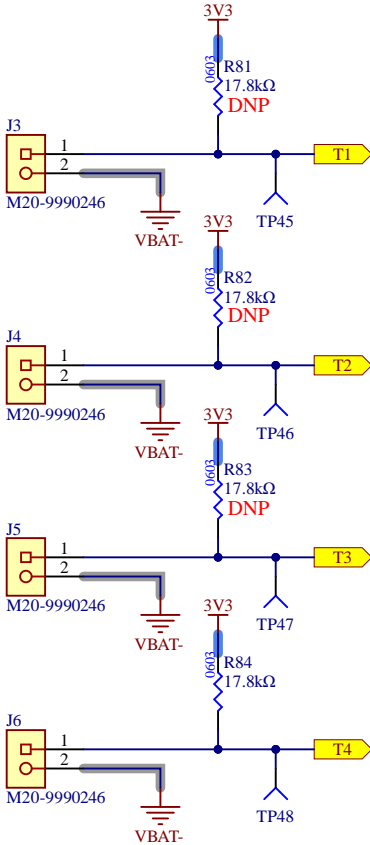 3V3
0603
R81
17.8kΩ
DNP
J3
1
2
M20-9990246
T1
TP45
VBAT-
3V3
0603
R82
17.8kΩ
DNP
J4
1
2
M20-9990246
T2
TP46
VBAT-
3V3
0603
R83
17.8kΩ
DNP
J5
1
2
M20-9990246
T3
TP47
VBAT-
3V3
0603
R84
17.8kΩ
J6
1
2
M20-9990246
T4
TP48
VBAT-